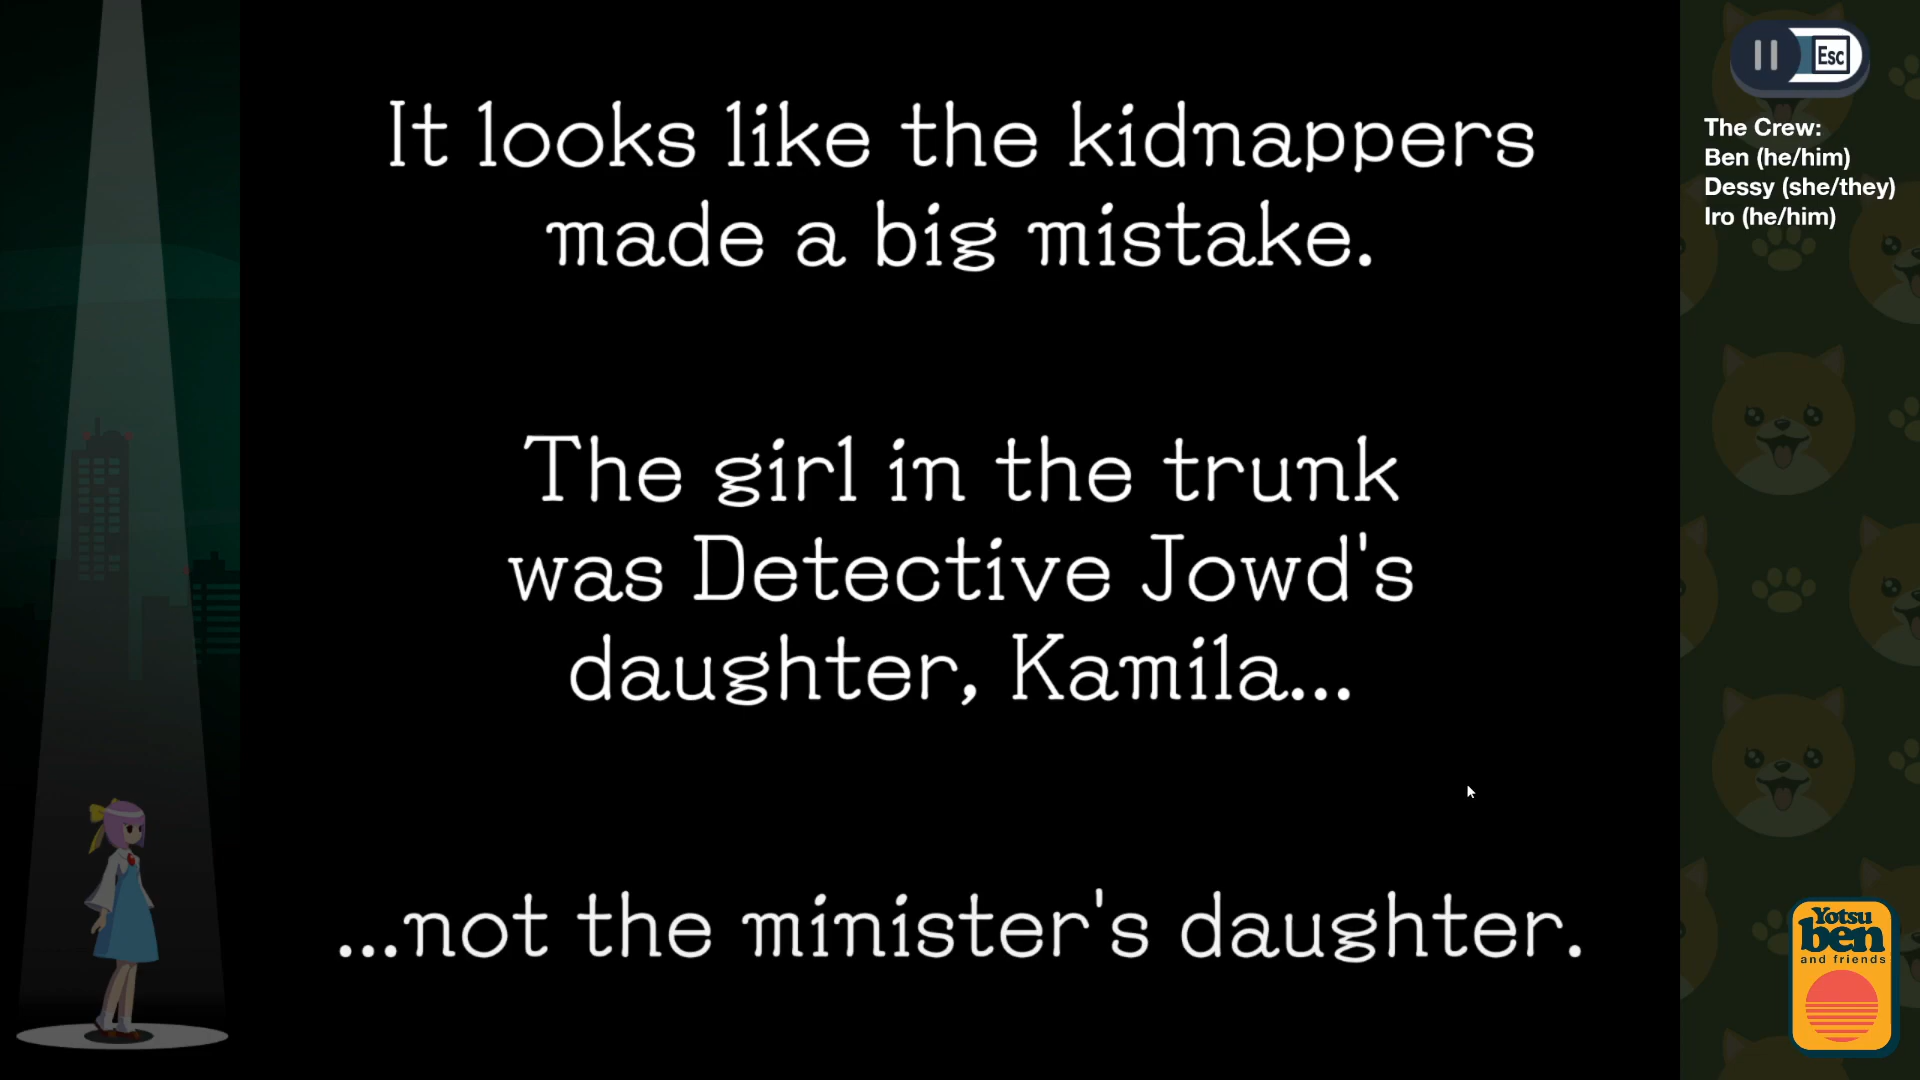 It looks like the kidnappers
made a big mistake.
The girl in the trunk
was Detective Jowd's
daughter, Kamila...
...not the minister's daughter.
Esc
The Crew:
Ben (he/him)
Dessy (she/they)
Iro (he/him)
Yotsu
ben
and friends